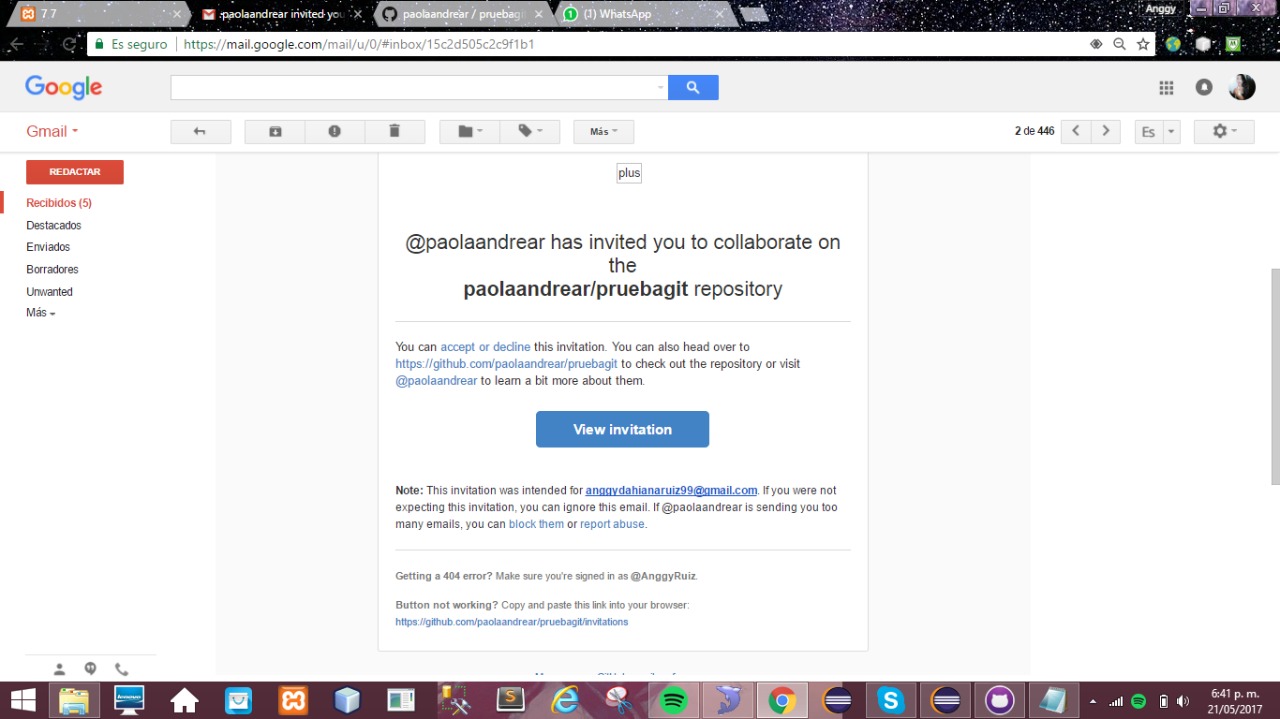 7 7
paolaandrear invited you
paolaandrear / pruebagit
(1) WhatsApp
Anggy
Es seguro
https://mail.google.com/mail/u/0/#inbox/15c2d505c2c9f1b1
Google
Gmail
Más
2 de 446
Es
REDACTAR
Recibidos (5)
Destacados
Enviados
Borradores
Unwanted
Más
plus
@paolaandrear has invited you to collaborate on
the
paolaandrear/pruebagit repository
You can accept or decline this invitation. You can also head over to
https://github.com/paolaandrear/pruebagit to check out the repository or visit
@paolaandrear to learn a bit more about them.
View invitation
Note: This invitation was intended for anggydahianaruiz99@gmail.com. If you were not
expecting this invitation, you can ignore this email. If @paolaandrear is sending you too
many emails, you can block them or report abuse.
Getting a 404 error? Make sure you're signed in as @AnggyRuiz.
Button not working? Copy and paste this link into your browser:
https://github.com/paolaandrear/pruebagit/invitations
6:41 p. m.
21/05/2017